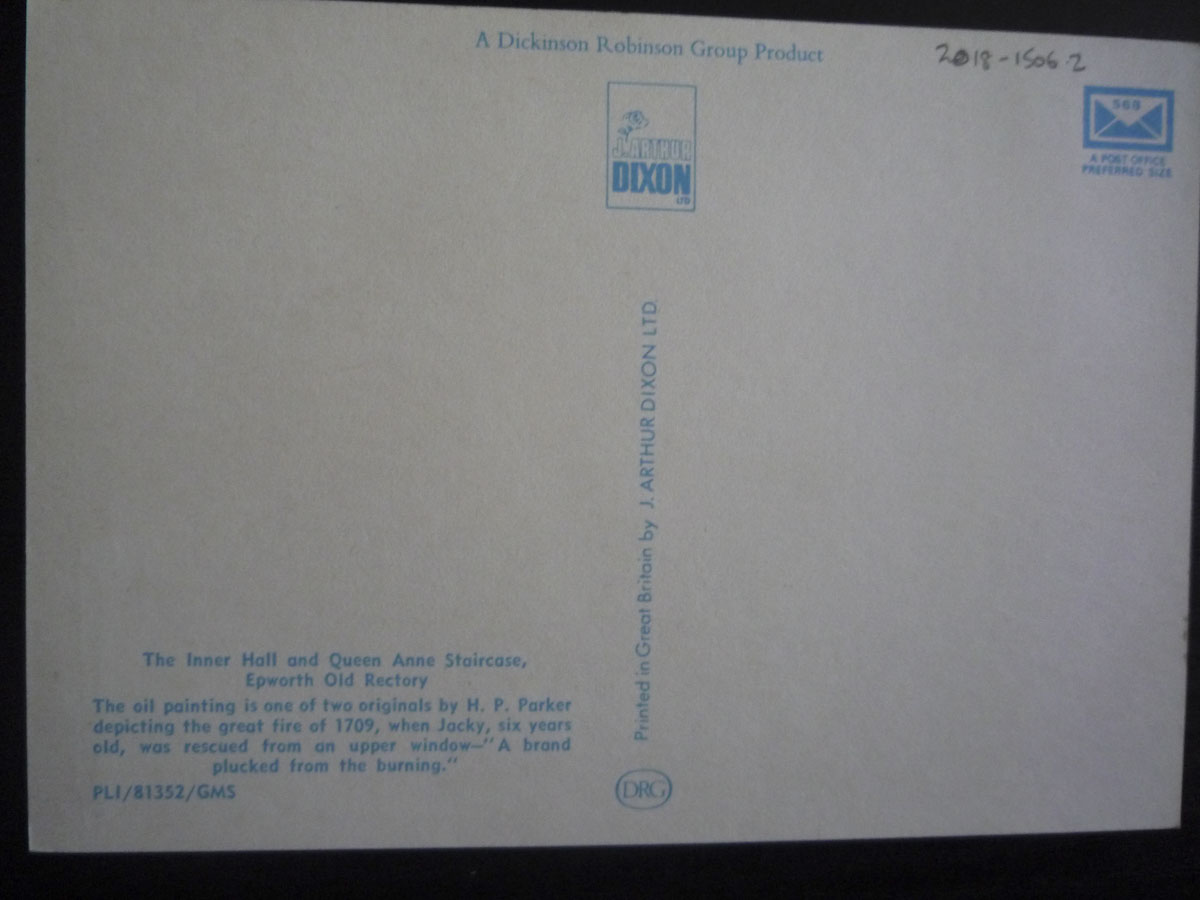 A Dickinson Robinson Group Product
2018-1506.2
J. ARTHUR
DIXON
LTD
A POST OFFICE
PREFERRED SIZE
Printed in Great Britain by J. ARTHUR DIXON LTD.
The Inner Hall and Queen Anne Staircase,
Epworth Old Rectory
The oil painting is one of two originals by H. P. Parker
depicting the great fire of 1709, when Jacky, six years
old, was rescued from an upper window—"A brand
plucked from the burning."
PLI/81352/GMS
DRG